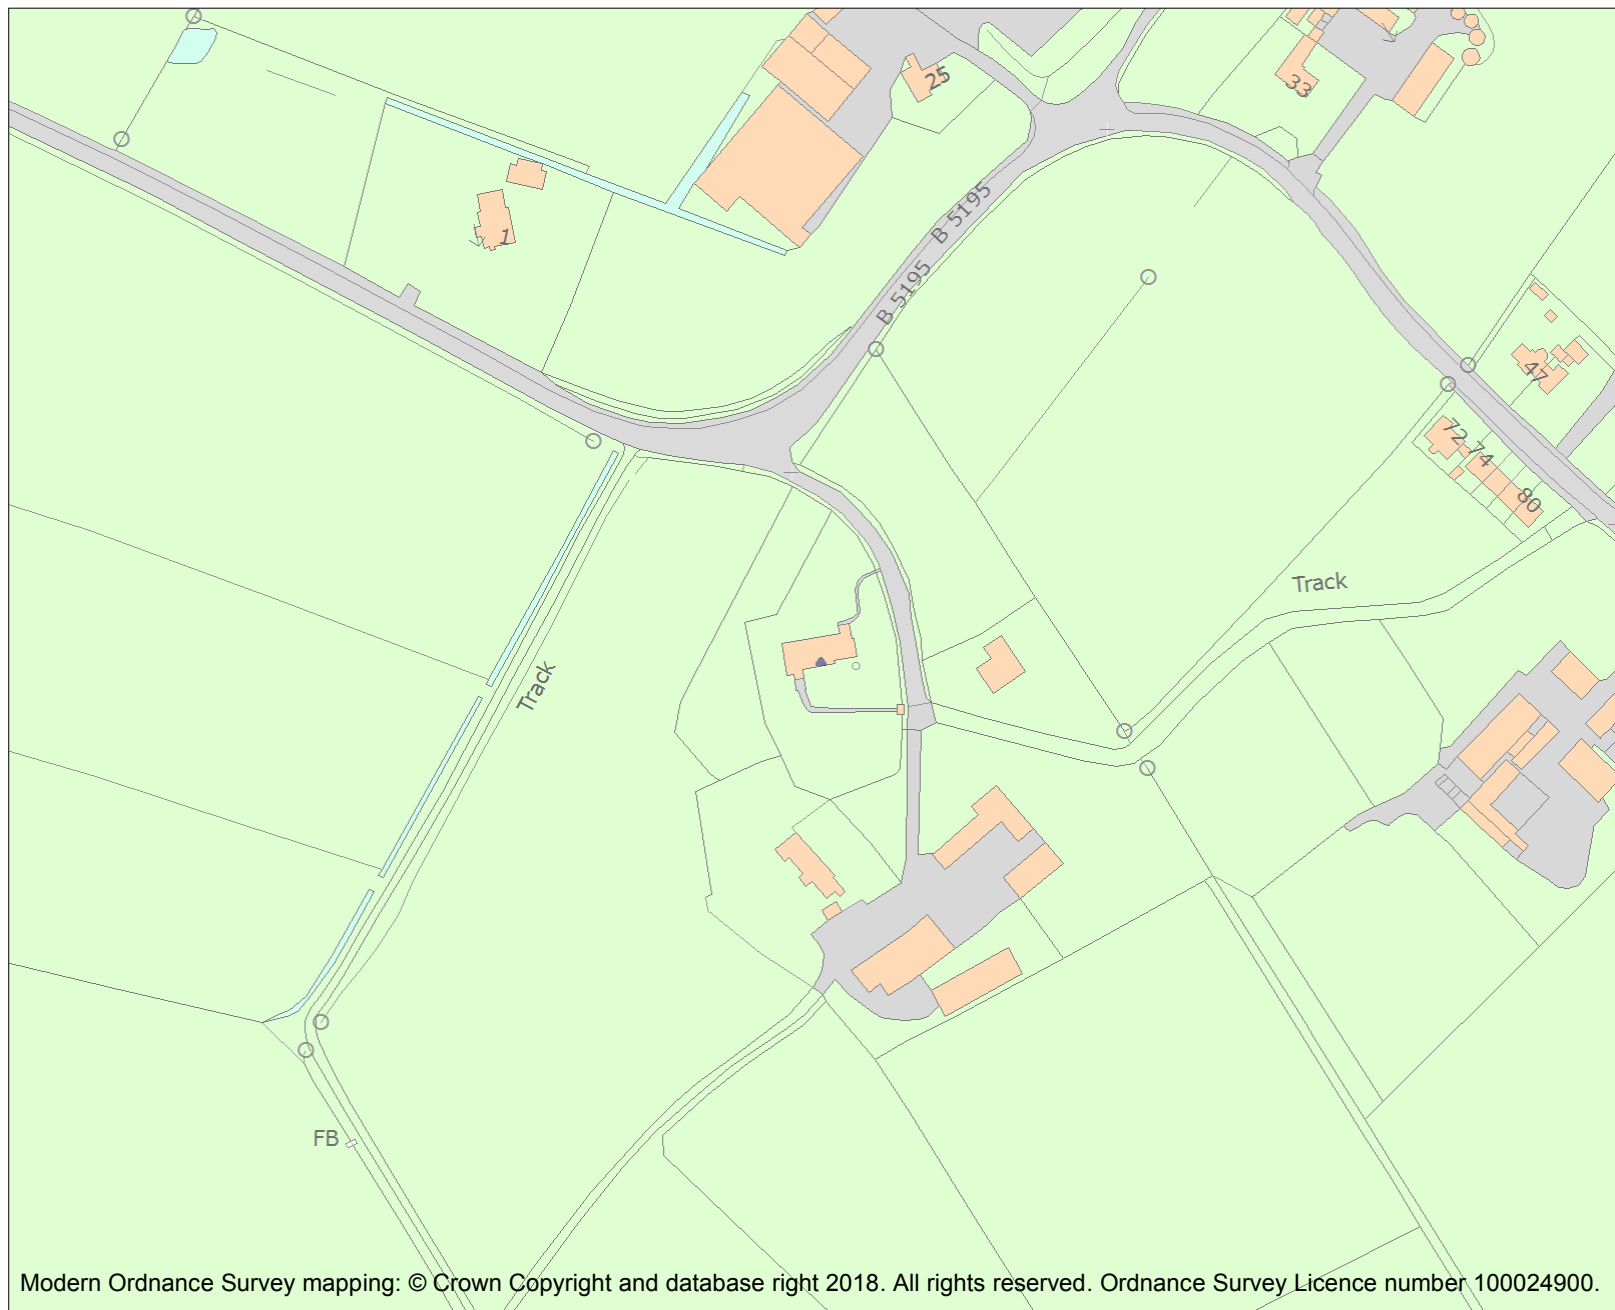 25
33
B 5195
1
B 5195
47
72
74
80
Track
Track
FB
Modern Ordnance Survey mapping: © Crown Copyright and database right 2018. All rights reserved. Ordnance Survey Licence number 100024900.